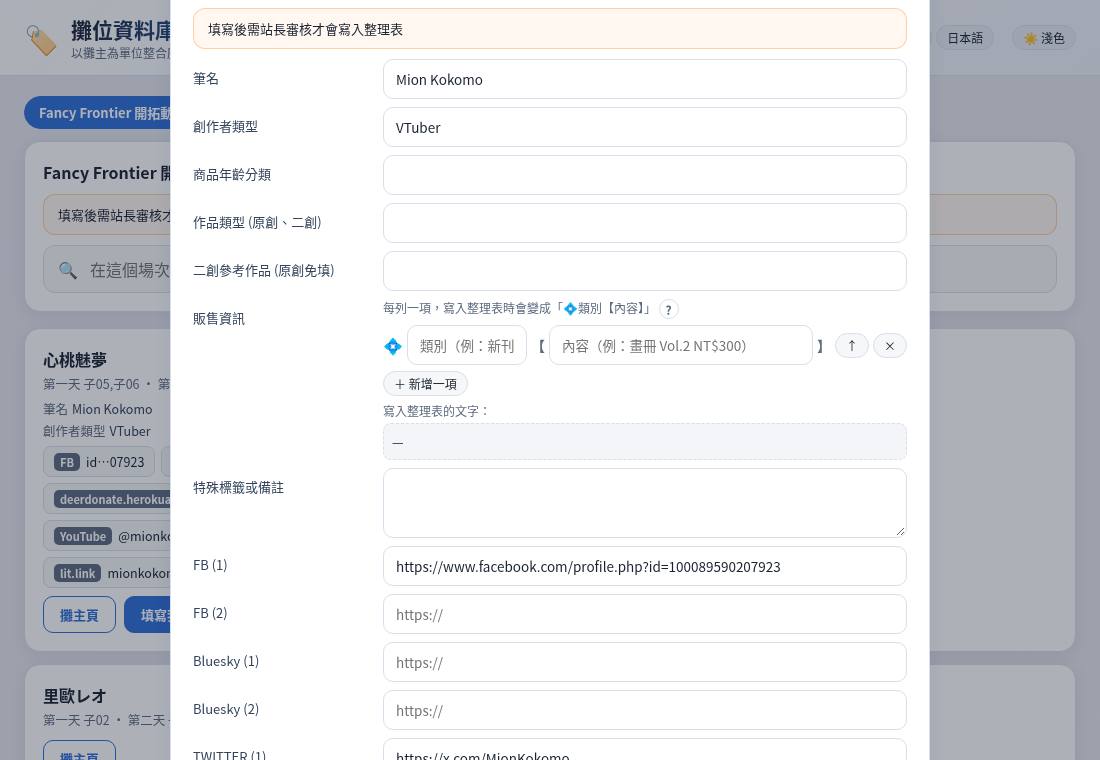 攤位資料庫
以攤主為單位整合
日本語
☀️ 淺色
Fancy Frontier 開拓動
Fancy Frontier 開
填寫後需站長審核才
🔍 在這個場次
心桃魅夢
第一天 子05,子06 • 第
筆名 Mion Kokomo
創作者類型 VTuber
FB id…07923
deerdonate.herokua
YouTube @mionko
lit.link mionkokor
攤主頁
填寫
里歐レオ
第一天 子02 • 第二天
攤主頁
填寫後需站長審核才會寫入整理表
筆名
Mion Kokomo
創作者類型
VTuber
商品年齡分類
作品類型 (原創、二創)
二創參考作品 (原創免填)
販售資訊
每列一項，寫入整理表時會變成「💠類別【內容】」 ?
💠 類別（例：新刊 【 內容（例：畫冊 Vol.2 NT$300） 】 ↑ ×
＋ 新增一項
寫入整理表的文字：
—
特殊標籤或備註
FB (1)
https://www.facebook.com/profile.php?id=100089590207923
FB (2)
https://
Bluesky (1)
https://
Bluesky (2)
https://
TWITTER (1)
https://x.com/MionKokomo